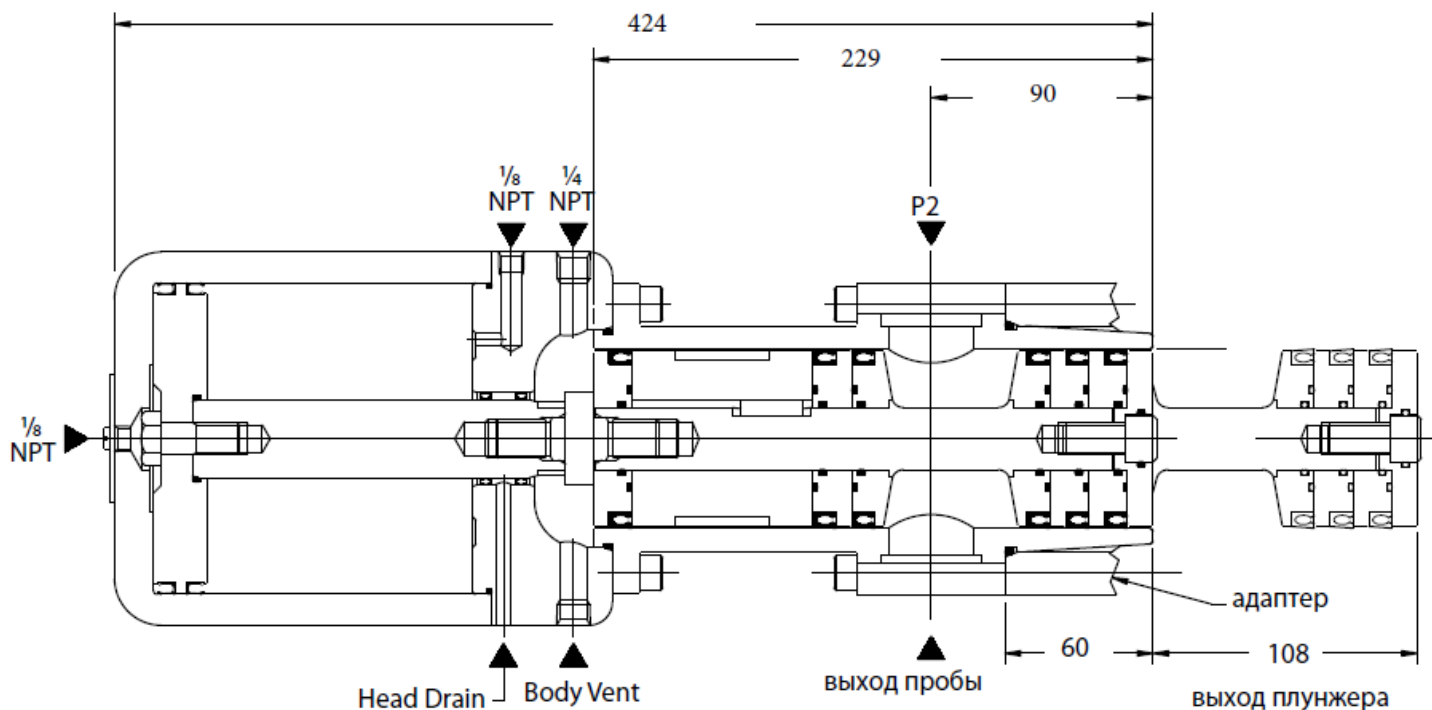 424
229
90
⅛
NPT
¼
NPT
P2
⅛
NPT
адаптер
60
108
Head Drain
Body Vent
выход пробы
выход плунжера